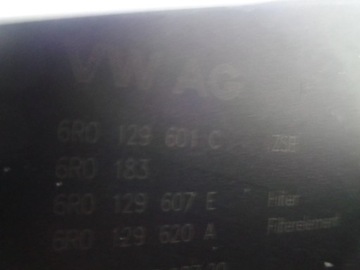 VW AG
6R0 129 601 C ZSB
6R0 183
6R0 129 607 E Filter
6R0 129 620 A Filterelement